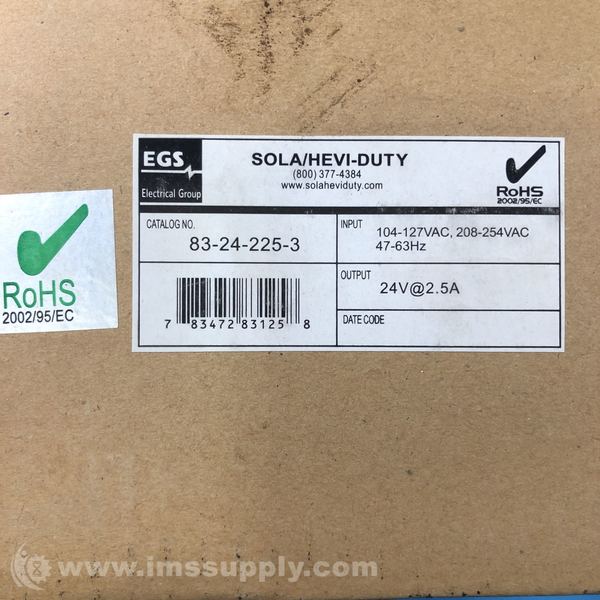 EGS
Electrical Group
SOLA/HEVI-DUTY
(800) 377-4384
www.solaheviduty.com
RoHS
2002/95/EC
CATALOG NO.
83-24-225-3
INPUT
104-127VAC, 208-254VAC
47-63Hz
7 83472 83125 8
OUTPUT
24V@2.5A
DATE CODE
RoHS
2002/95/EC
www.imssupply.com